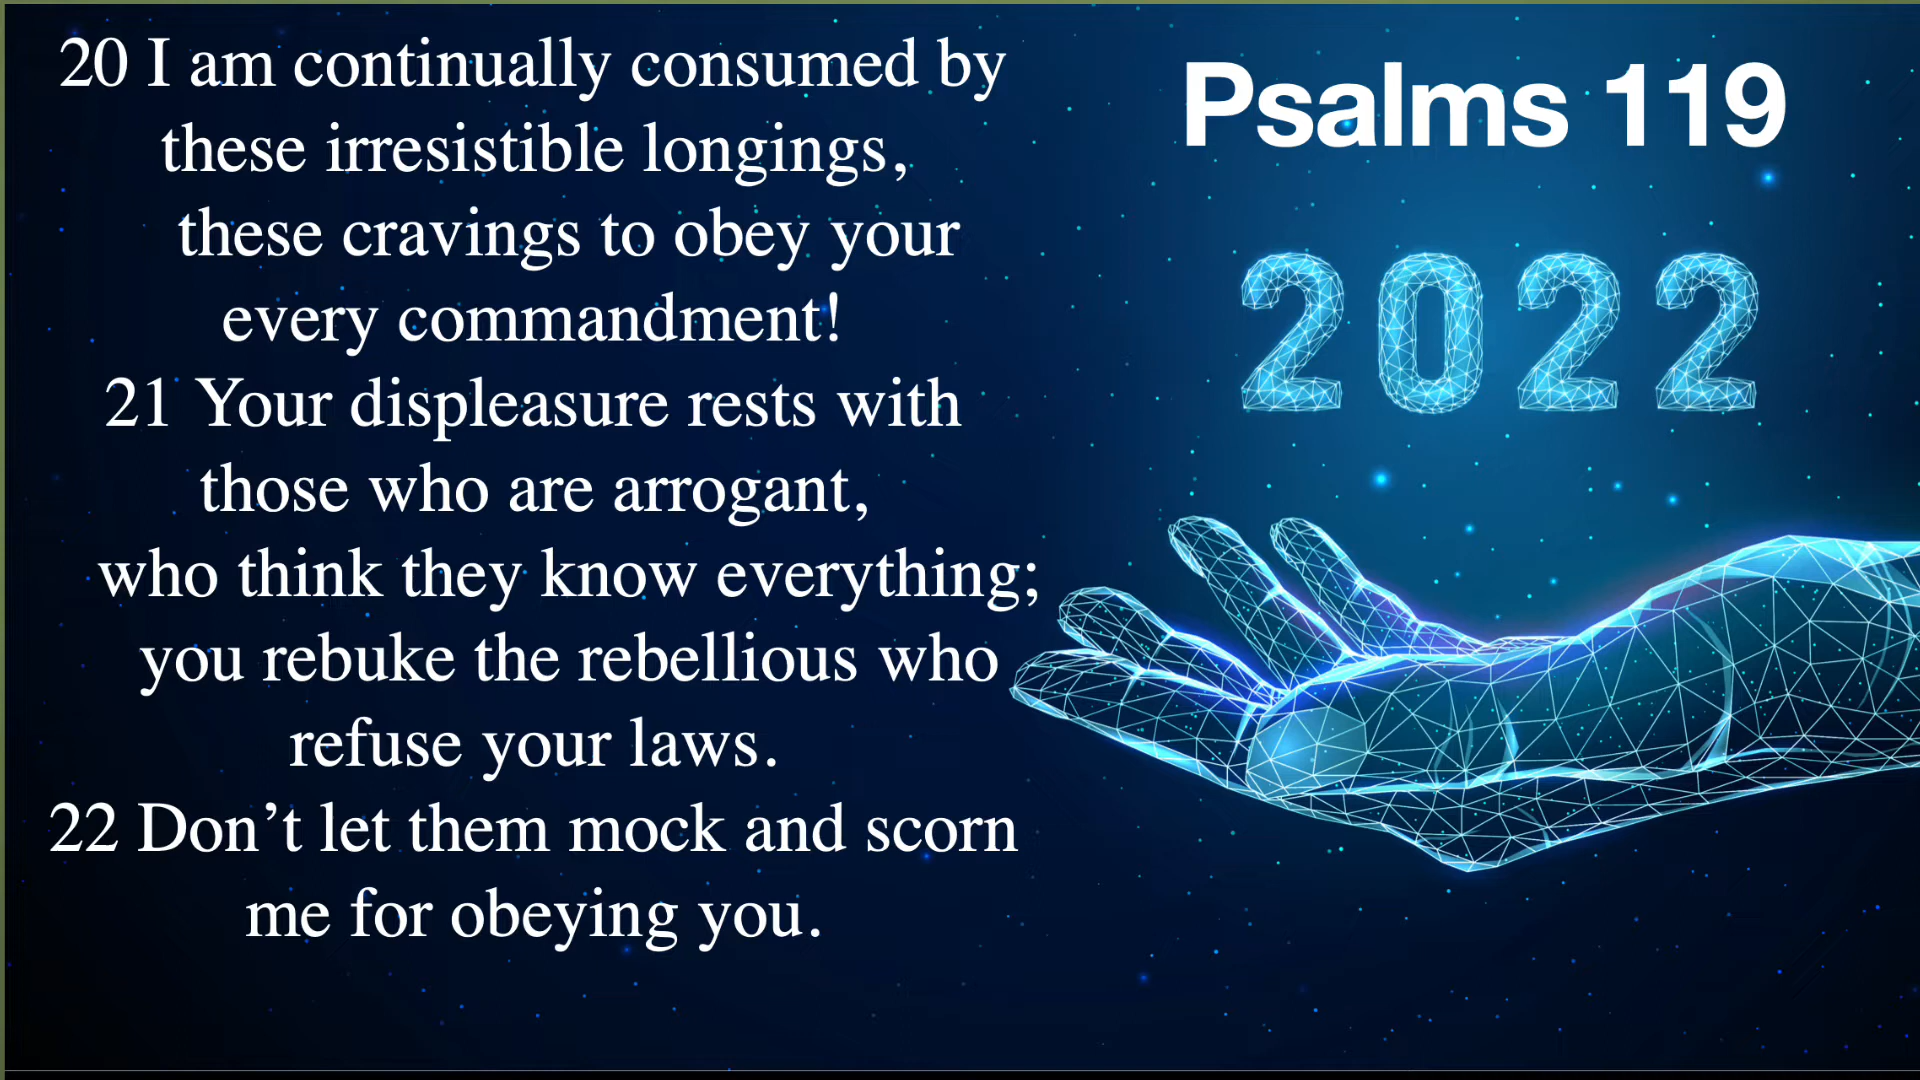 20 I am continually consumed by
these irresistible longings,
these cravings to obey your
every commandment!
21 Your displeasure rests with
those who are arrogant,
who think they know everything;
you rebuke the rebellious who
refuse your laws.
22 Don’t let them mock and scorn
me for obeying you.
Psalms 119
2022